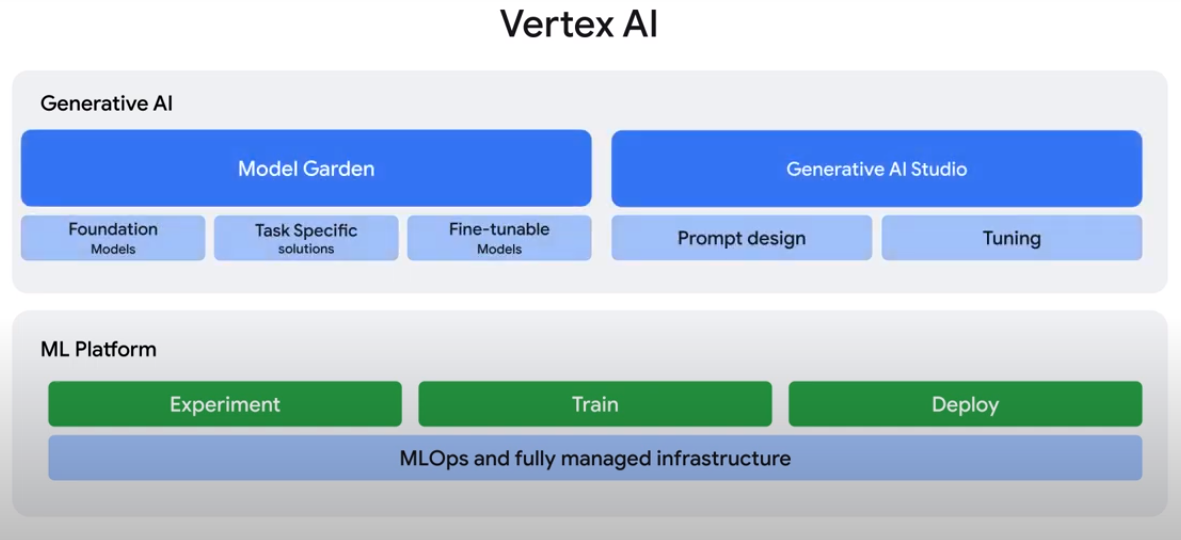 Vertex AI
Generative AI
Model Garden
Generative AI Studio
Foundation
Models
Task Specific
solutions
Fine-tunable
Models
Prompt design
Tuning
ML Platform
Experiment
Train
Deploy
MLOps and fully managed infrastructure